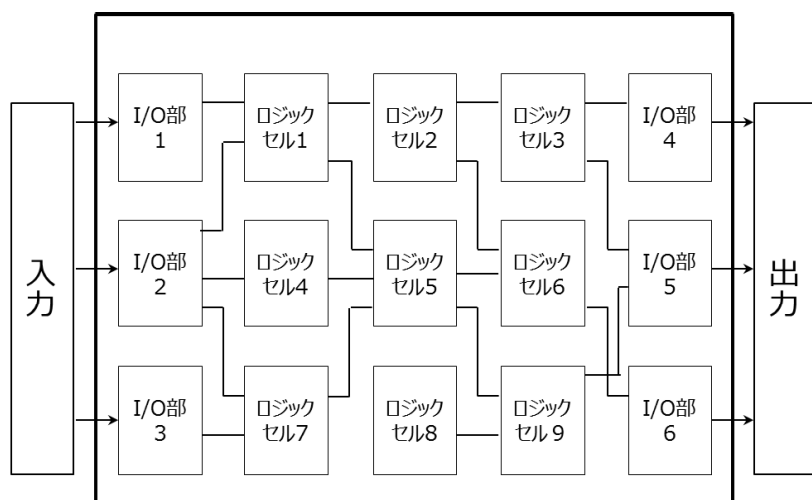 入力
I/O部
1
ロジック
セル1
ロジック
セル2
ロジック
セル3
I/O部
4
I/O部
2
ロジック
セル4
ロジック
セル5
ロジック
セル6
I/O部
5
I/O部
3
ロジック
セル7
ロジック
セル8
ロジック
セル 9
I/O部
6
出力